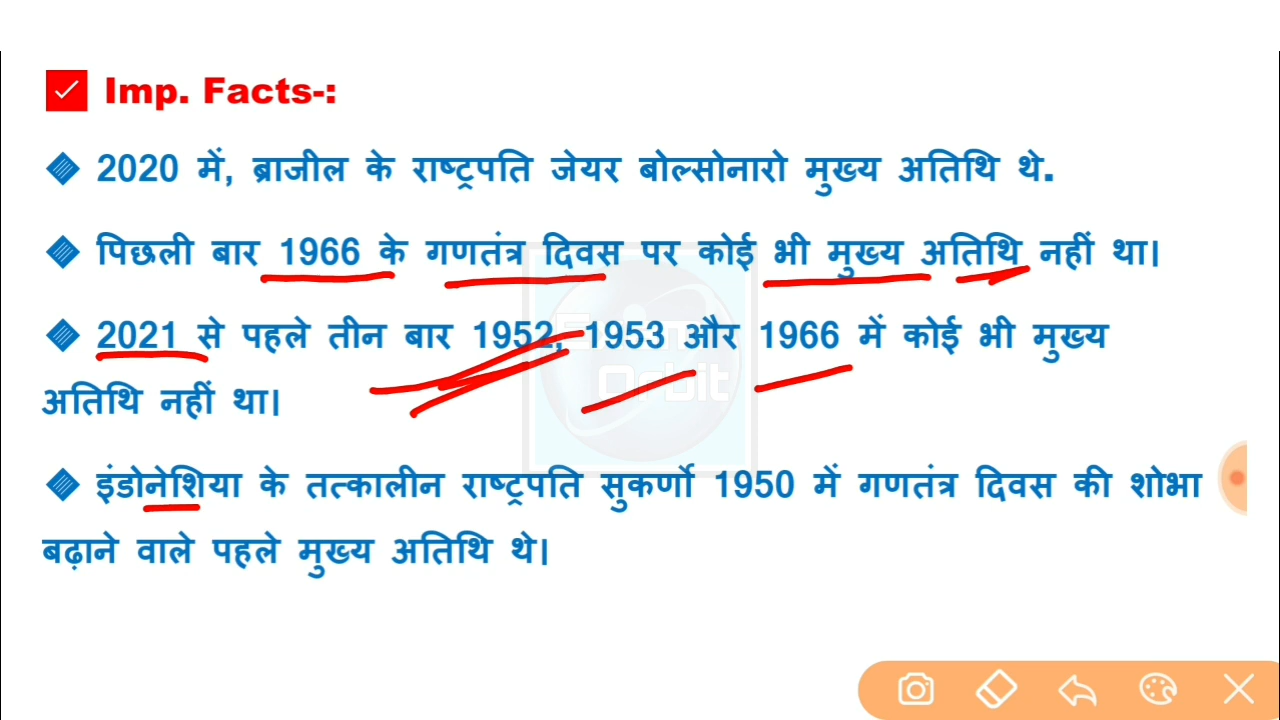 Imp. Facts-:
2020 में, ब्राजील के राष्ट्रपति जेयर बोल्सोनारो मुख्य अतिथि थे.
पिछली बार 1966 के गणतंत्र दिवस पर कोई भी मुख्य अतिथि नहीं था।
2021 से पहले तीन बार 1952, 1953 और 1966 में कोई भी मुख्य
अतिथि नहीं था।
इंडोनेशिया के तत्कालीन राष्ट्रपति सुकर्णो 1950 में गणतंत्र दिवस की शोभा
बढ़ाने वाले पहले मुख्य अतिथि थे।